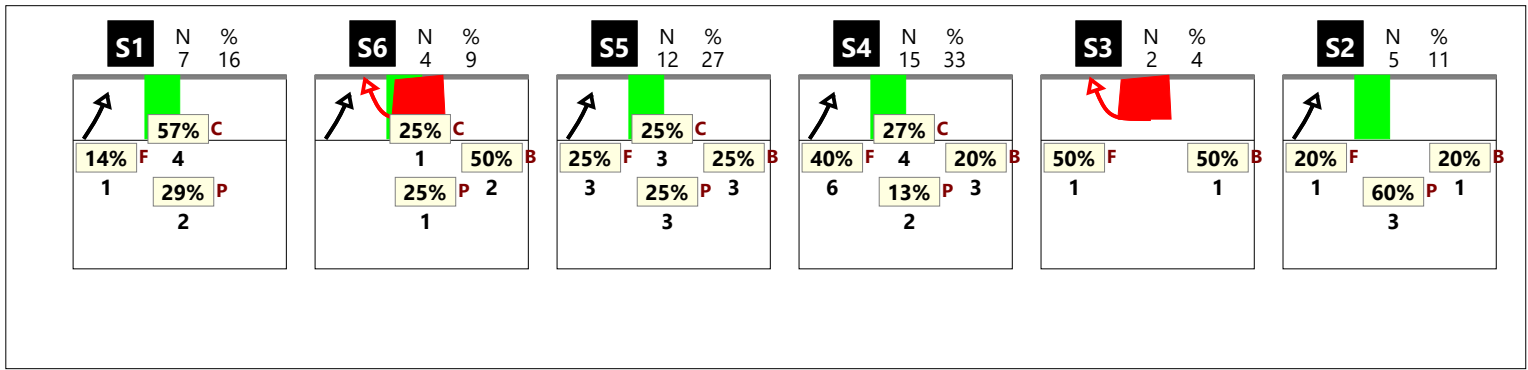 S1 N % 7 16
57% C
4
14% F
1
29% P
2
S6 N % 4 9
25% C
1
50% B
2
25% P
1
S5 N % 12 27
25% C
3
25% F 25% B
3 3
25% P
3
S4 N % 15 33
27% C
4
40% F 20% B
6 3
13% P
2
S3 N % 2 4
50% F 50% B
1 1
S2 N % 5 11
20% F 20% B
1 1
60% P
3